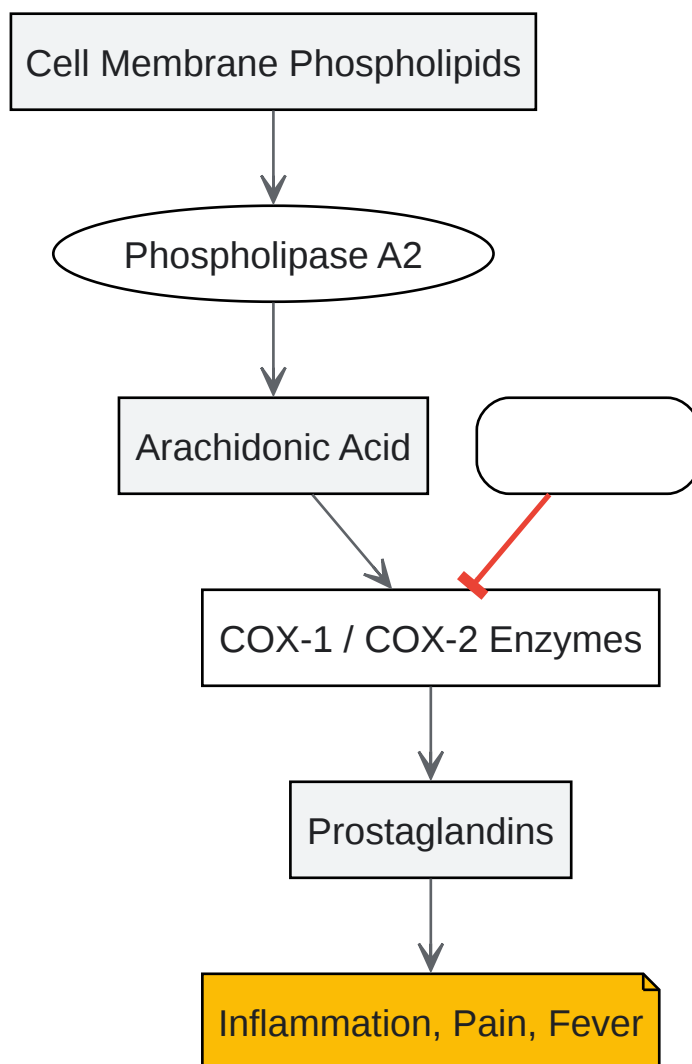 Cell Membrane Phospholipids
Phospholipase A2
Arachidonic Acid
COX-1 / COX-2 Enzymes
Prostaglandins
Inflammation, Pain, Fever